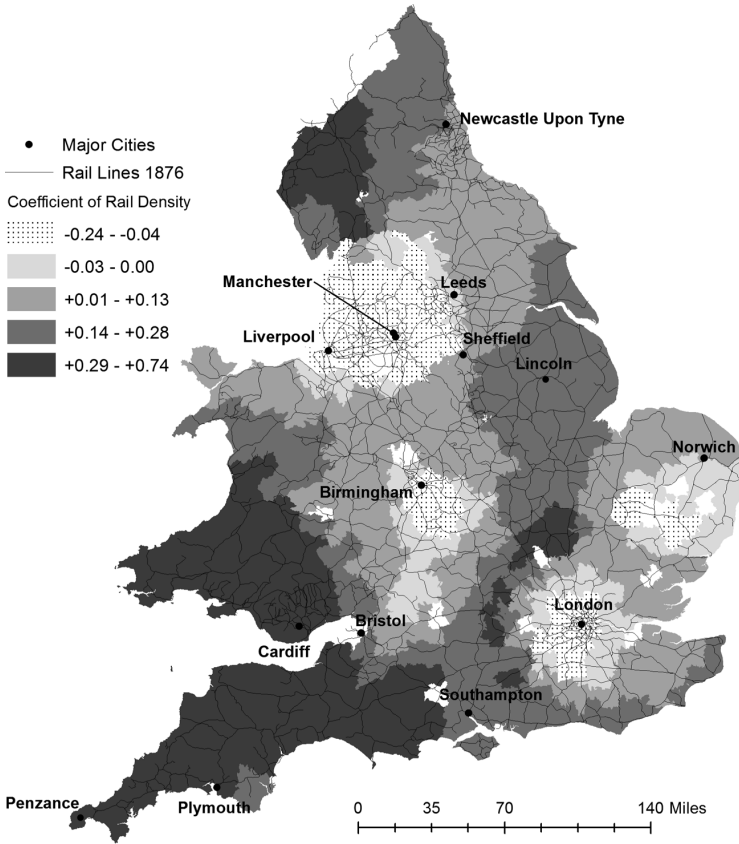 Newcastle Upon Tyne
Major Cities
Rail Lines 1876
Coefficient of Rail Density
-0.24 - -0.04
-0.03 - 0.00
+0.01 - +0.13
+0.14 - +0.28
+0.29 - +0.74
Manchester
Leeds
Liverpool
Sheffield
Lincoln
Norwich
Birmingham
London
Bristol
Cardiff
Southampton
Penzance
Plymouth
0 35 70 140 Miles